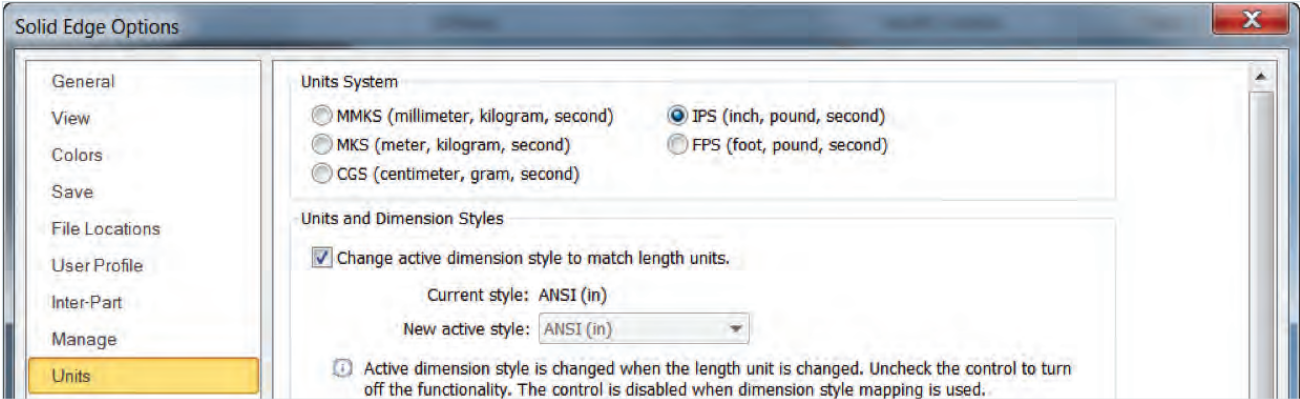 Solid Edge Options
General
View
Colors
Save
File Locations
User Profile
Inter-Part
Manage
Units
Units System
MMKS (millimeter, kilogram, second)
IPS (inch, pound, second)
MKS (meter, kilogram, second)
FPS (foot, pound, second)
CGS (centimeter, gram, second)
Units and Dimension Styles
Change active dimension style to match length units.
Current style: ANSI (in)
New active style: ANSI (in)
Active dimension style is changed when the length unit is changed. Uncheck the control to turn
off the functionality. The control is disabled when dimension style mapping is used.